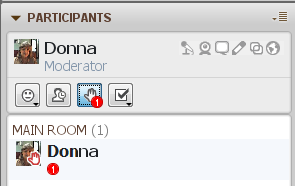 PARTICIPANTS
Donna
Moderator
1
MAIN ROOM (1)
Donna
1